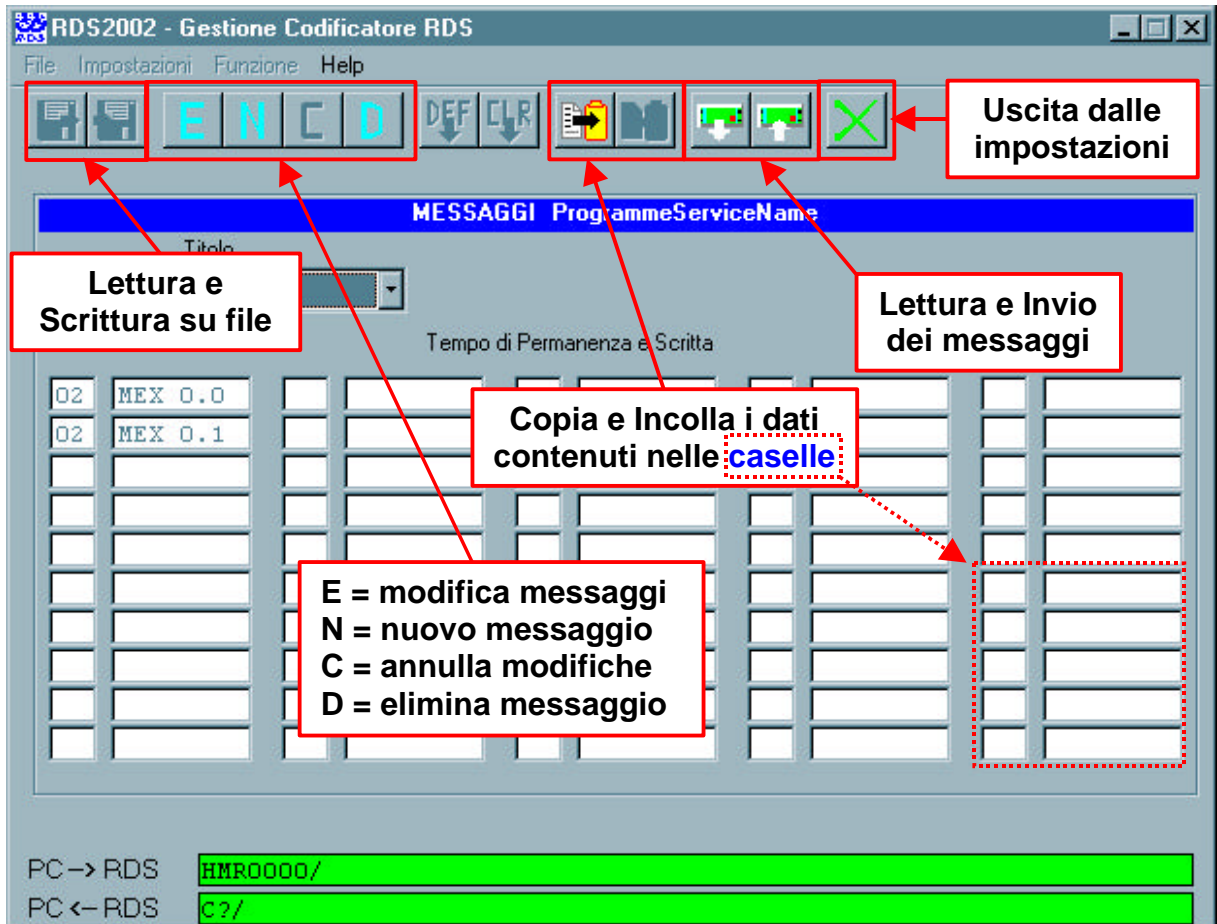 RDS2002 - Gestione Codificatore RDS
File Impostazioni Funzione Help
E N C D DEF CLR
Uscita dalle
impostazioni
MESSAGGI ProgrammeServiceName
Titolo
Lettura e
Scrittura su file
Lettura e Invio
dei messaggi
Tempo di Permanenza e Scritta
02 MEX 0.0
02 MEX 0.1
Copia e Incolla i dati
contenuti nelle caselle
E = modifica messaggi
N = nuovo messaggio
C = annulla modifiche
D = elimina messaggio
PC–> RDS HMR0000/
PC<– RDS C?/